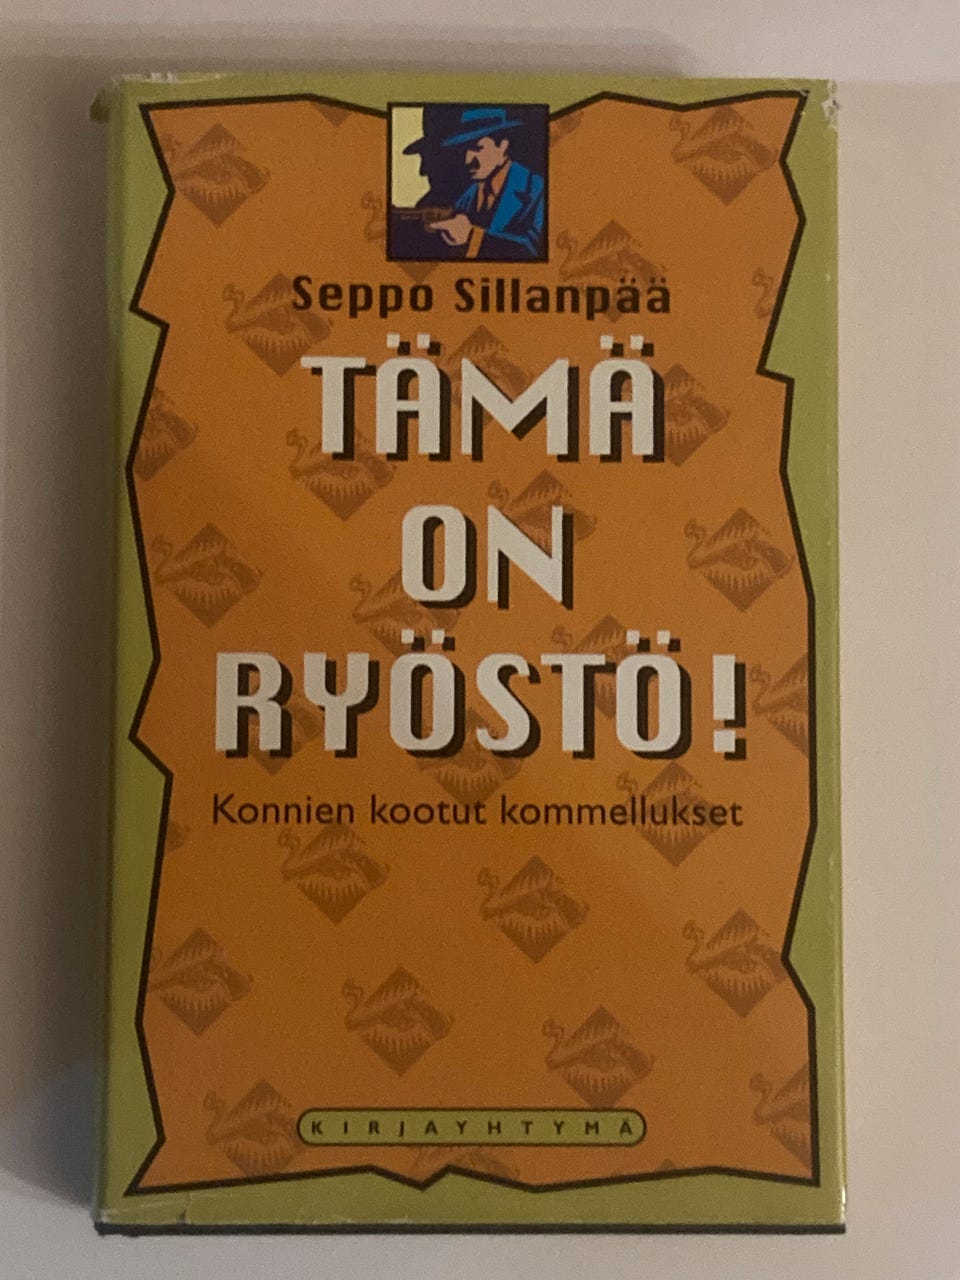 Seppo Sillanpää
TÄMÄ
ON
RYÖSTÖ!
Konnien kootut kommellukset
KIRJAYHTYMÄ